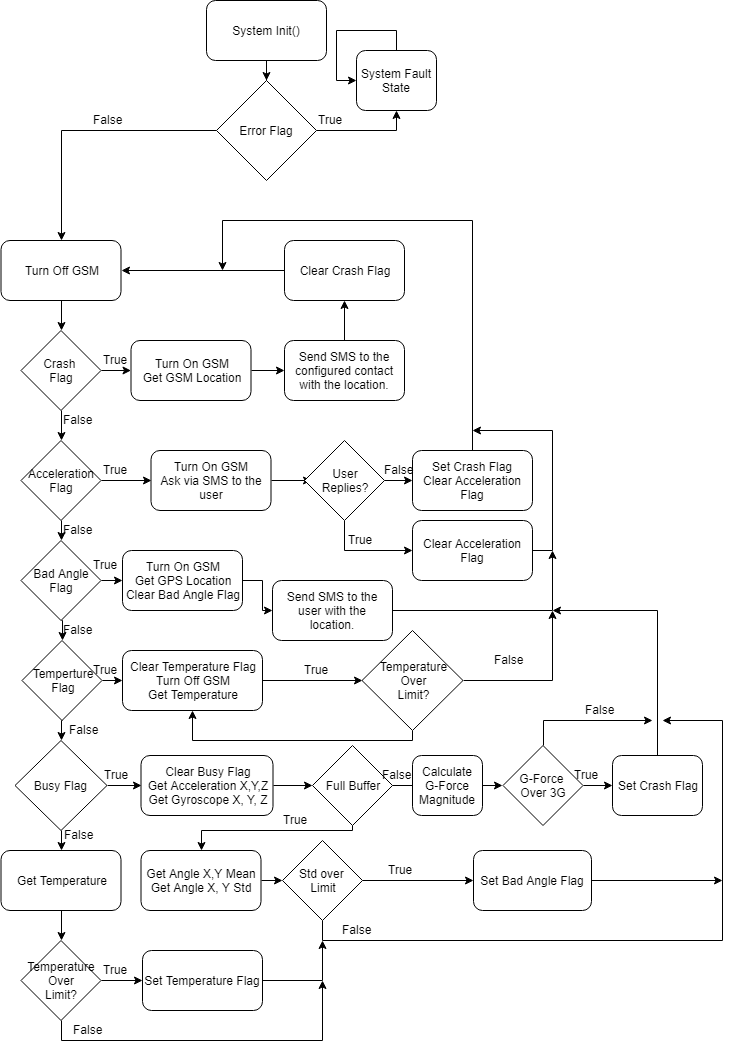 System Init()
System Fault
State
Error Flag
False
True
Turn Off GSM
Clear Crash Flag
Crash
Flag
True
Turn On GSM
Get GSM Location
Send SMS to the
configured contact
with the location.
False
Acceleration
Flag
True
Turn On GSM
Ask via SMS to the
user
User
Replies?
False
Set Crash Flag
Clear Acceleration
Flag
True
Clear Acceleration
Flag
False
Bad Angle
Flag
True
Turn On GSM
Get GPS Location
Clear Bad Angle Flag
Send SMS to the
user with the
location.
False
Temperture
Flag
True
Clear Temperature Flag
Turn Off GSM
Get Temperature
True
Temperature
Over
Limit?
False
False
Busy Flag
True
Clear Busy Flag
Get Acceleration X,Y,Z
Get Gyroscope X, Y, Z
Full Buffer
False
Calculate
G-Force
Magnitude
G-Force
Over 3G
False
True
Set Crash Flag
True
False
Get Temperature
Get Angle X,Y Mean
Get Angle X, Y Std
Std over
Limit
True
Set Bad Angle Flag
False
Temperature
Over
Limit?
True
Set Temperature Flag
False